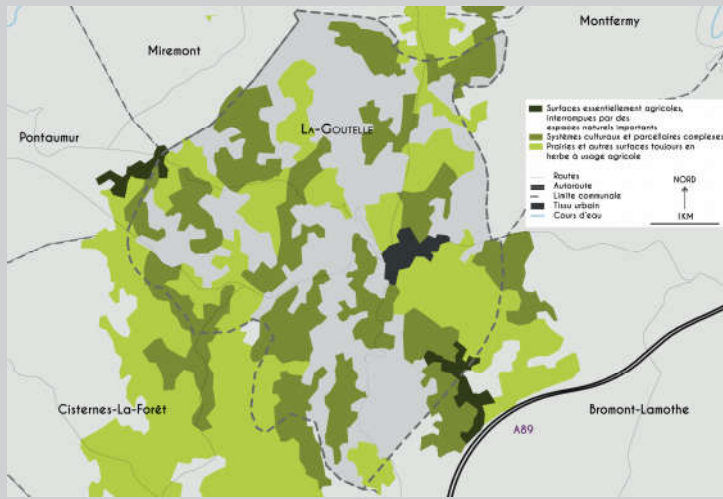 Montfermy
Miremont
La-Goutelle
Pontaumur
Surfaces essentiellement agricoles,
interrompues par des
espaces naturels importants
Systèmes culturaux et parcellaires complexes
Prairies et autres surfaces toujours en
herbe à usage agricole
Routes
Autoroute
Limite communale
Tissu urbain
Cours d'eau
NORD
1KM
Cisternes-La-Forêt
Bromont-Lamothe
A89